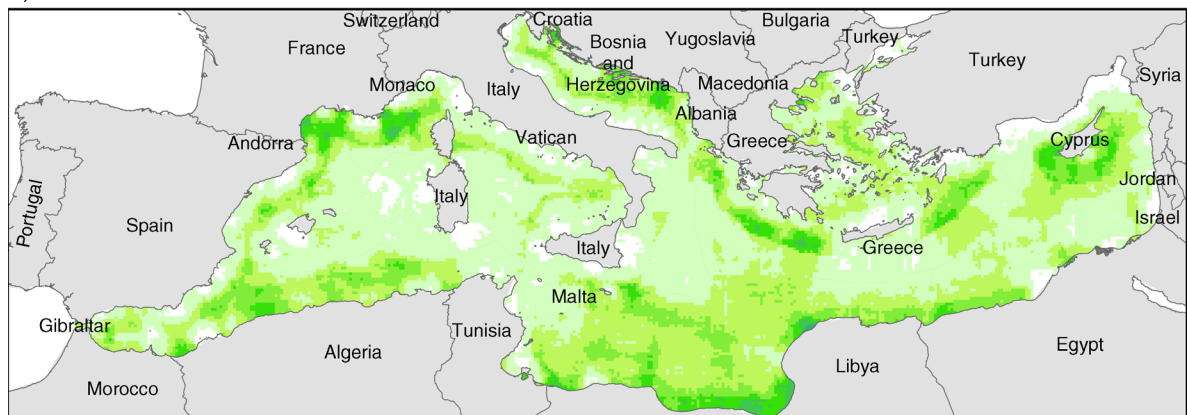 Switzerland
Croatia
Bulgaria
France
Bosnia
and
Herzegovina
Yugoslavia
Turkey
Turkey
Syria
Monaco
Italy
Macedonia
Albania
Andorra
Vatican
Greece
Cyprus
Portugal
Spain
Italy
Jordan
Israel
Italy
Greece
Malta
Gibraltar
Tunisia
Algeria
Libya
Egypt
Morocco